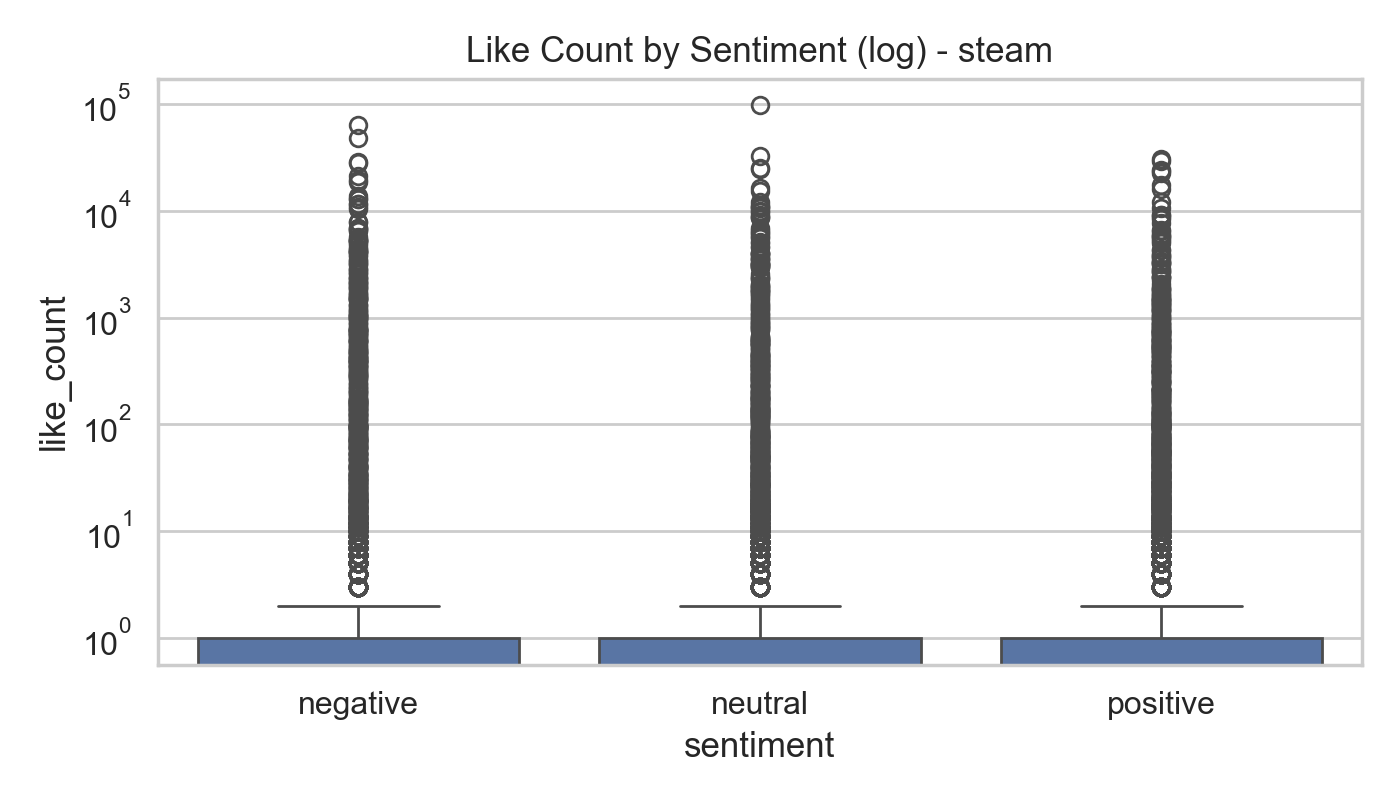 Like Count by Sentiment (log) - steam
like_count
10^5
10^4
10^3
10^2
10^1
10^0
negative neutral positive
sentiment